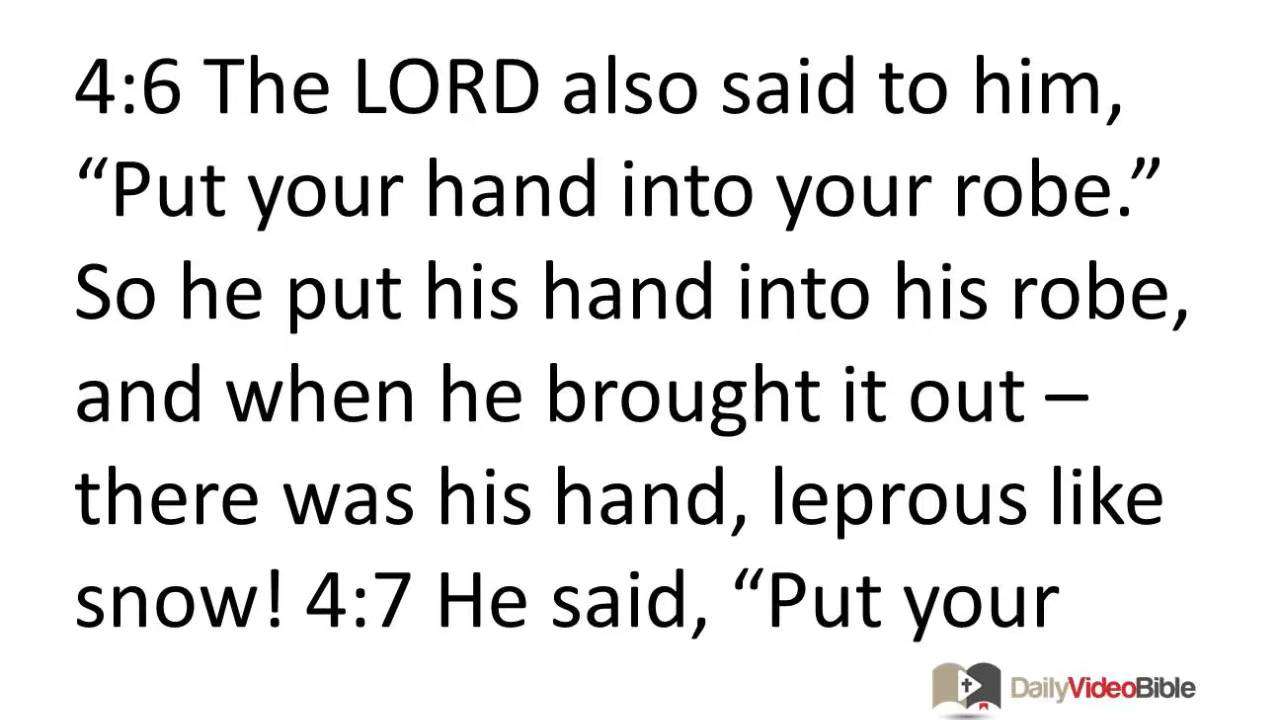 4:6 The LORD also said to him,
“Put your hand into your robe.”
So he put his hand into his robe,
and when he brought it out –
there was his hand, leprous like
snow! 4:7 He said, “Put your
DailyVideoBible